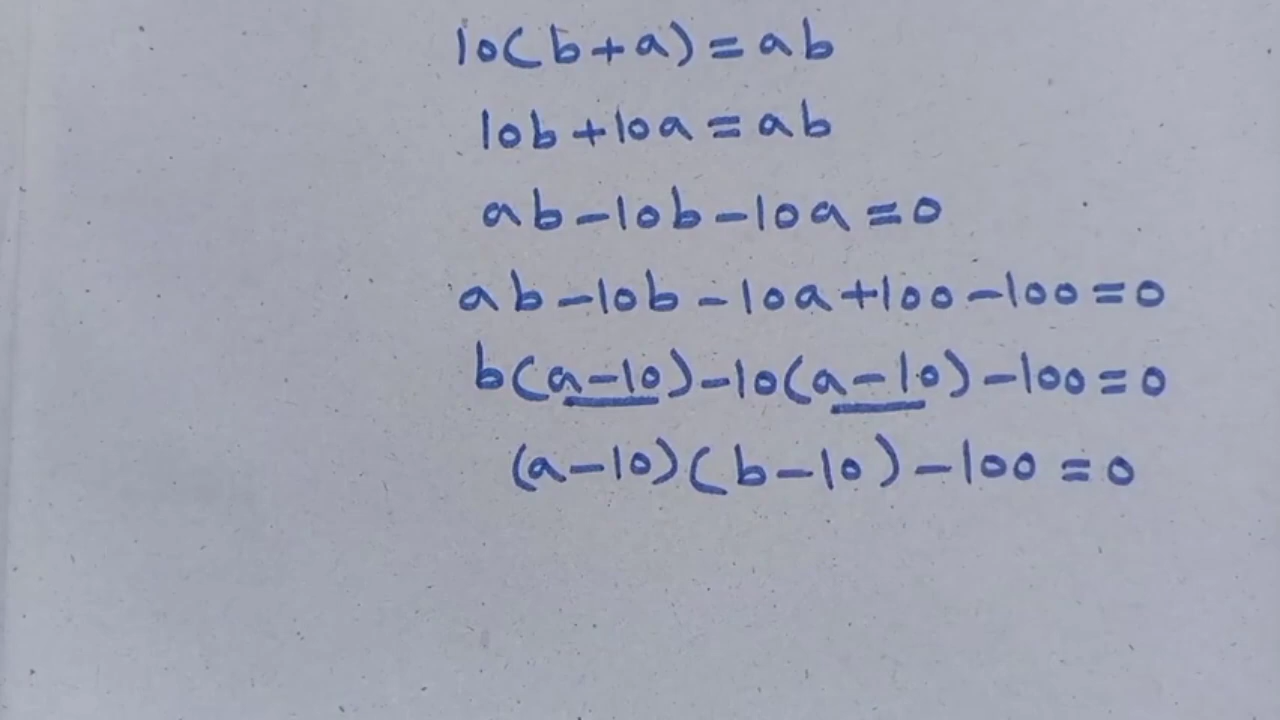 10(b+a)=ab
10b+10a=ab
ab-10b-10a=0
ab-10b-10a+100-100=0
b(a-10)-10(a-10)-100=0
(a-10)(b-10)-100=0